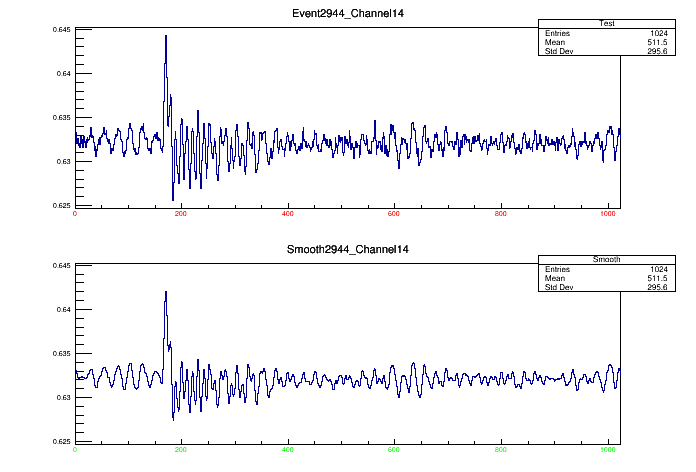 Event2944_Channel14
Test
Entries 1024
Mean 511.5
Std Dev 295.6
0.645
0.64
0.635
0.63
0.625
0 200 400 600 800 1000
Smooth2944_Channel14
Smooth
Entries 1024
Mean 511.5
Std Dev 295.6
0.645
0.64
0.635
0.63
0.625
0 200 400 600 800 1000